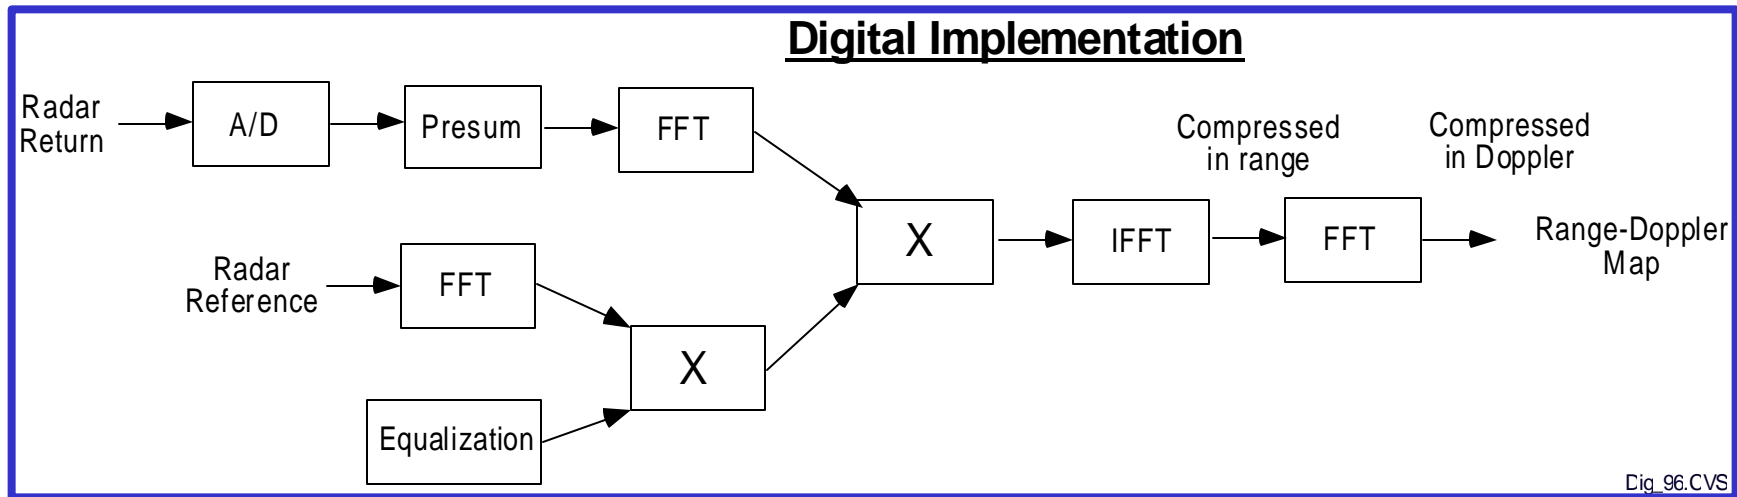 Digital Implementation
Radar
Return
A/D
Presum
FFT
Compressed
in range
Compressed
in Doppler
X
IFFT
FFT
Range-Doppler
Map
Radar
Reference
FFT
X
Equalization
Dig_96.CVS